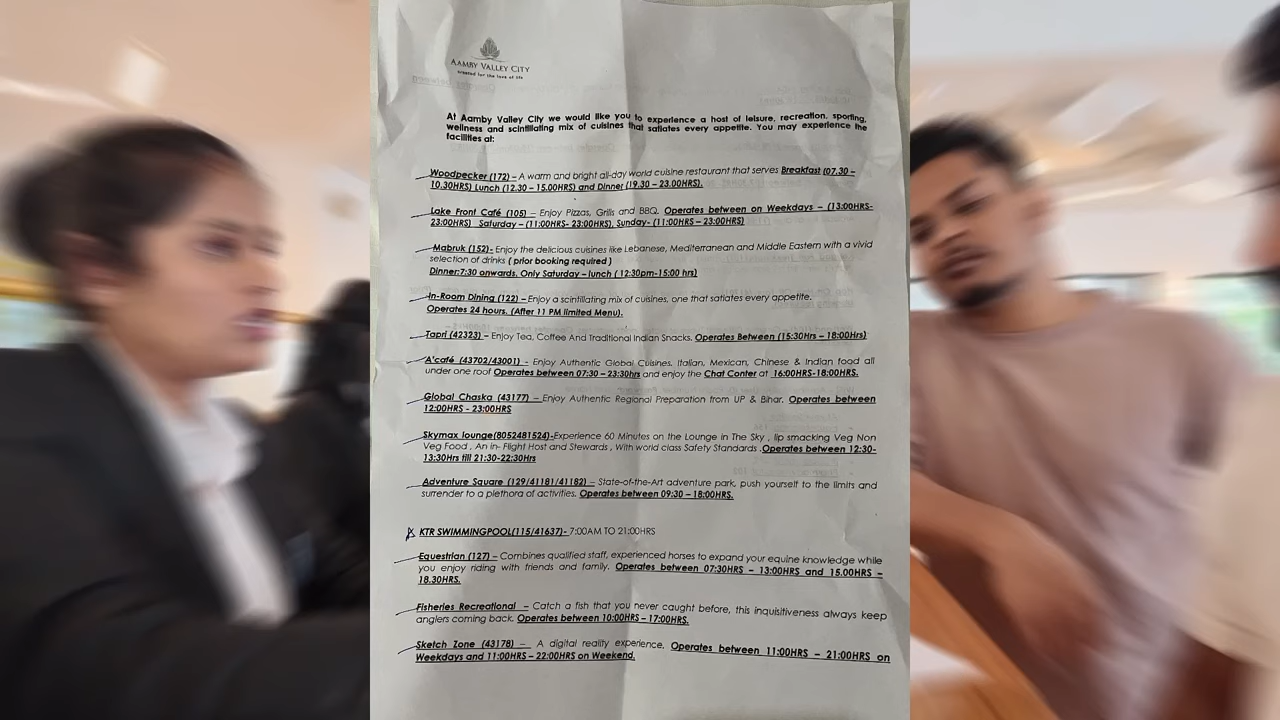 AAMBY VALLEY CITY
created for the love of life
At Aamby Valley City we would like you to experience a host of leisure, recreation, sporting,
wellness and scintillating mix of cuisines that satiates every appetite. You may experience the
facilities at:
Woodpecker (172) – A warm and bright all-day world cuisine restaurant that serves Breakfast (07.30 –
10.30HRS) Lunch (12.30 – 15.00HRS) and Dinner (19.30 – 23.00HRS).
Lake Front Café (105) – Enjoy Pizzas, Grills and BBQ. Operates between on Weekdays – (13:00HRS-
23:00HRS) Saturday – (11:00HRS- 23:00HRS), Sunday- (11:00HRS – 23:00HRS)
Mabruk (152)- Enjoy the delicious cuisines like Lebanese, Mediterranean and Middle Eastern with a vivid
selection of drinks ( prior booking required )
Dinner:7:30 onwards. Only Saturday – lunch ( 12:30pm-15:00 hrs)
In-Room Dining (122) – Enjoy a scintillating mix of cuisines, one that satiates every appetite.
Operates 24 hours. (After 11 PM limited Menu).
Tapri (42323) – Enjoy Tea, Coffee And Traditional Indian Snacks. Operates Between (15:30Hrs – 18:00Hrs)
A'café (43702/43001) - Enjoy Authentic Global Cuisines. Italian, Mexican, Chinese & Indian food all
under one roof Operates between 07:30 – 23:30hrs and enjoy the Chat Conter at 16:00HRS-18:00HRS.
Global Chaska (43177) – Enjoy Authentic Regional Preparation from UP & Bihar. Operates between
12:00HRS - 23:00HRS
Skymax lounge(8052481524)-Experience 60 Minutes on the Lounge in The Sky , lip smacking Veg Non
Veg Food , An in- Flight Host and Stewards , With world class Safety Standards .Operates between 12:30-
13:30Hrs till 21:30-22:30Hrs
Adventure Square (129/41181/41182) – State-of-the-Art adventure park, push yourself to the limits and
surrender to a plethora of activities. Operates between 09:30 – 18:00HRS.
KTR SWIMMINGPOOL(115/41637)- 7:00AM TO 21:00HRS
Equestrian (127) – Combines qualified staff, experienced horses to expand your equine knowledge while
you enjoy riding with friends and family. Operates between 07:30HRS – 13:00HRS and 15.00HRS –
18.30HRS.
Fisheries Recreational – Catch a fish that you never caught before, this inquisitiveness always keep
anglers coming back. Operates between 10:00HRS – 17:00HRS.
Sketch Zone (43178) – A digital reality experience. Operates between 11:00HRS – 21:00HRS on
Weekdays and 11:00HRS – 22:00HRS on Weekend.